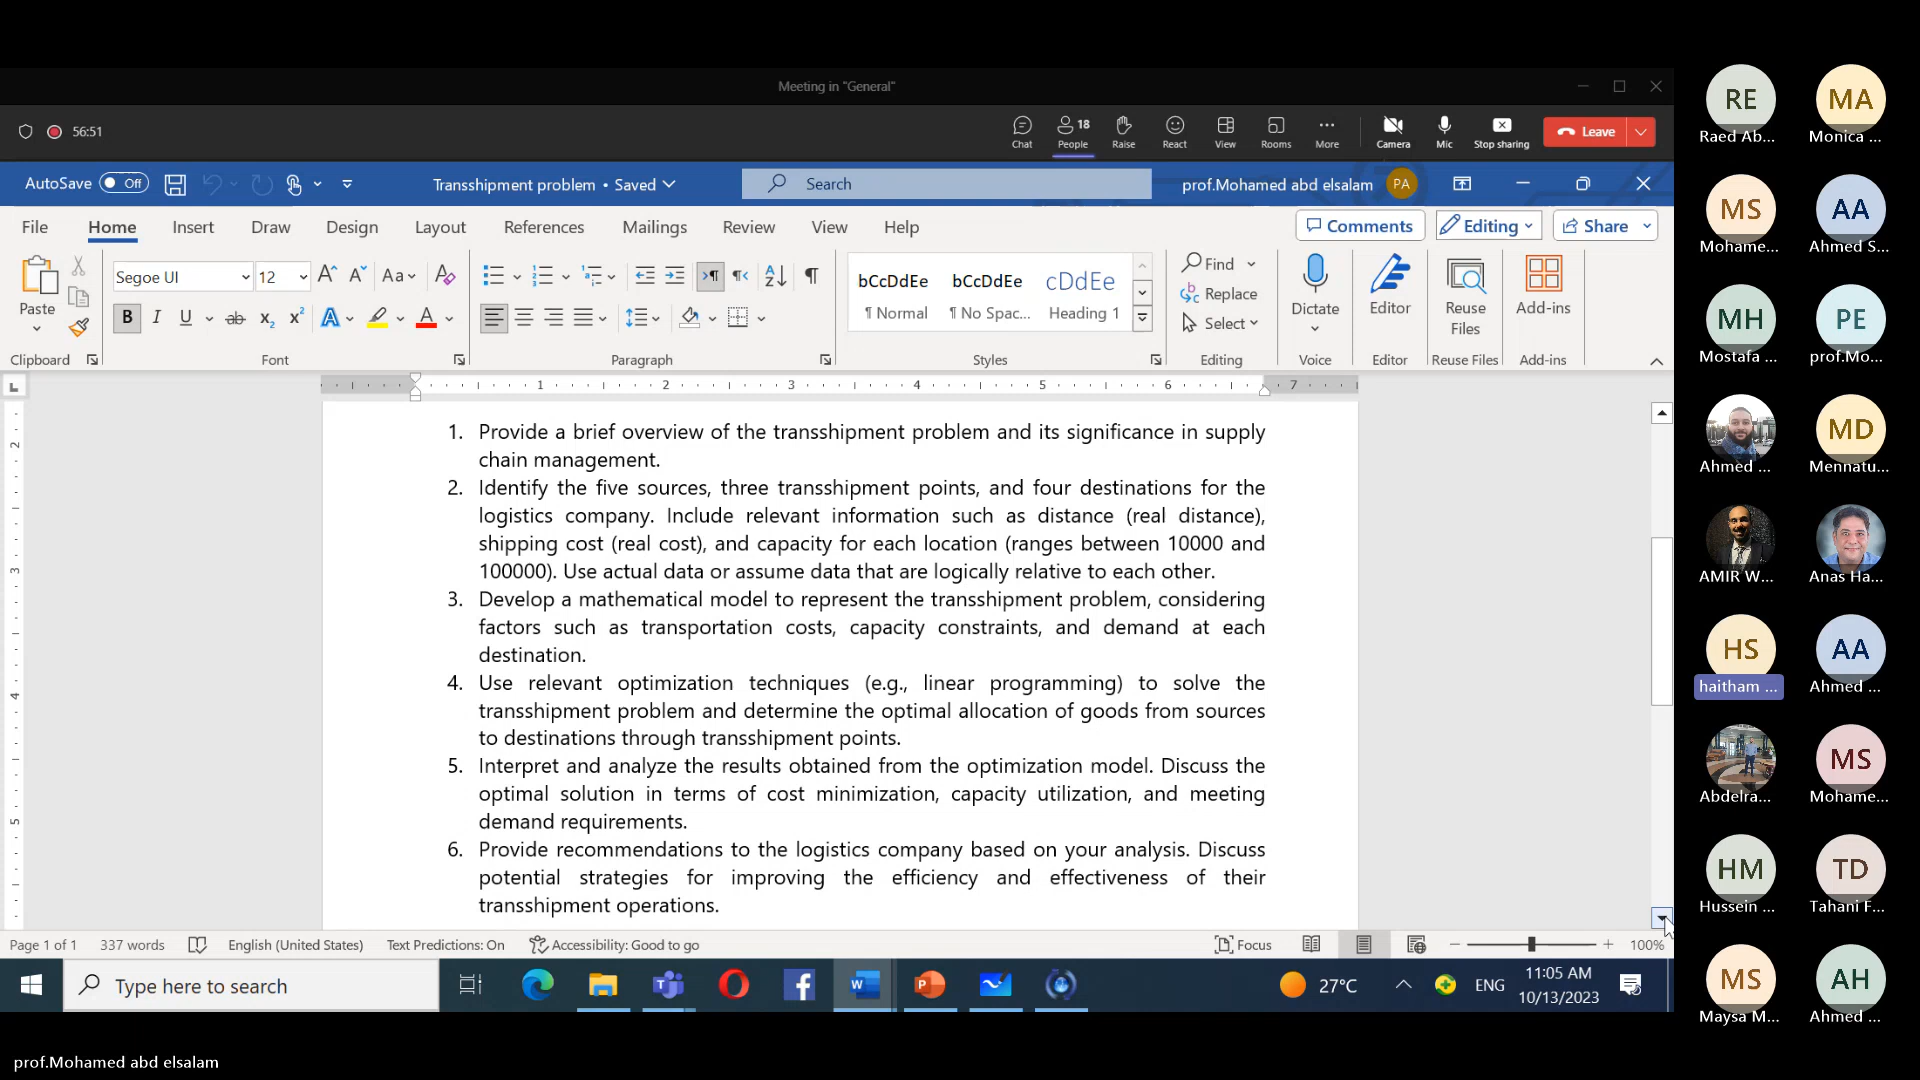 Meeting in "General"
56:51
Chat
18
People
Raise
React
View
Rooms
More
Camera
Mic
Stop sharing
Leave
AutoSave Off
Transshipment problem • Saved
Search
prof.Mohamed abd elsalam
PA
File Home Insert Draw Design Layout References Mailings Review View Help
Comments Editing Share
Paste
Segoe UI 12
Aa
B I U ab x₂ x² A A
bCcDdEe bCcDdEe cDdEe
¶ Normal ¶ No Spac... Heading 1
Find
Replace
Select
Dictate
Editor
Reuse
Files
Add-ins
Clipboard Font Paragraph Styles Editing Voice Editor Reuse Files Add-ins
1 2 3 4 5 6 7
1. Provide a brief overview of the transshipment problem and its significance in supply
chain management.
2. Identify the five sources, three transshipment points, and four destinations for the
logistics company. Include relevant information such as distance (real distance),
shipping cost (real cost), and capacity for each location (ranges between 10000 and
100000). Use actual data or assume data that are logically relative to each other.
3. Develop a mathematical model to represent the transshipment problem, considering
factors such as transportation costs, capacity constraints, and demand at each
destination.
4. Use relevant optimization techniques (e.g., linear programming) to solve the
transshipment problem and determine the optimal allocation of goods from sources
to destinations through transshipment points.
5. Interpret and analyze the results obtained from the optimization model. Discuss the
optimal solution in terms of cost minimization, capacity utilization, and meeting
demand requirements.
6. Provide recommendations to the logistics company based on your analysis. Discuss
potential strategies for improving the efficiency and effectiveness of their
transshipment operations.
2
3
4
5
Page 1 of 1 337 words English (United States) Text Predictions: On Accessibility: Good to go
Focus
100%
Type here to search
27°C
ENG
11:05 AM
10/13/2023
prof.Mohamed abd elsalam
RE
Raed Ab...
MA
Monica ...
MS
Mohame...
AA
Ahmed S...
MH
Mostafa ...
PE
prof.Mo...
Ahmed ...
MD
Mennatu...
AMIR W...
Anas Ha...
HS
haitham ...
AA
Ahmed ...
Abdelra...
MS
Mohame...
HM
Hussein ...
TD
Tahani F...
MS
Maysa M...
AH
Ahmed ...